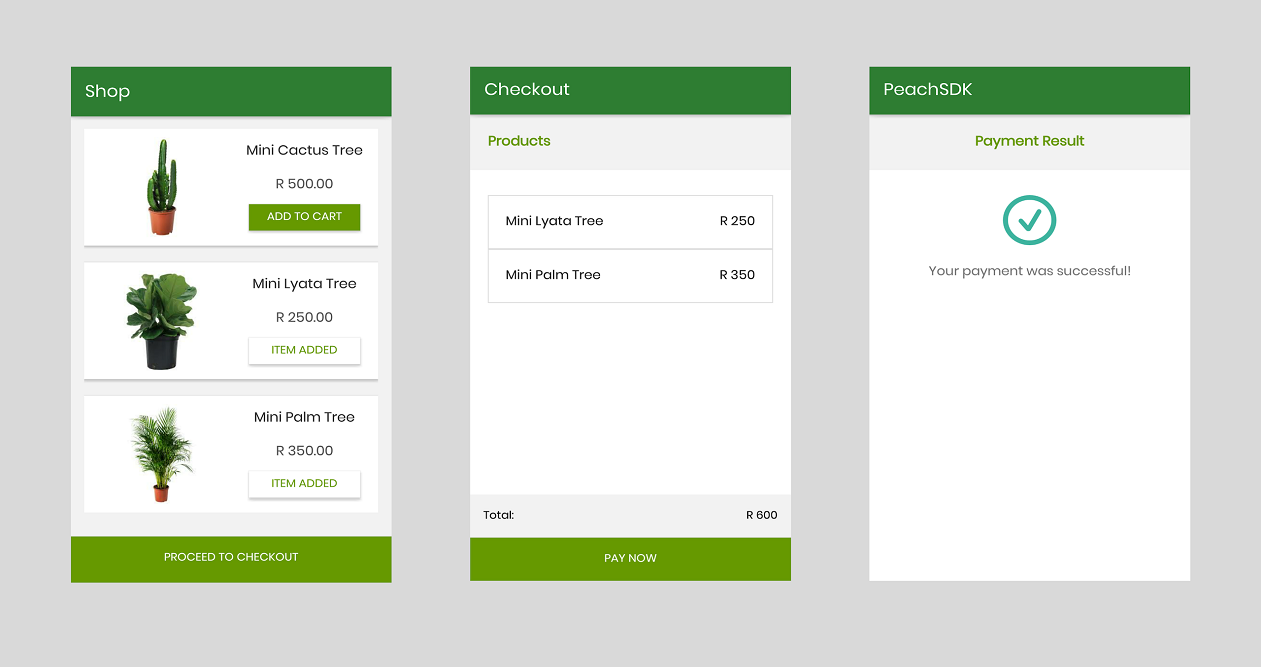 Shop
Mini Cactus Tree
R 500.00
ADD TO CART
Mini Lyata Tree
R 250.00
ITEM ADDED
Mini Palm Tree
R 350.00
ITEM ADDED
PROCEED TO CHECKOUT
Checkout
Products
Mini Lyata Tree R 250
Mini Palm Tree R 350
Total: R 600
PAY NOW
PeachSDK
Payment Result
Your payment was successful!